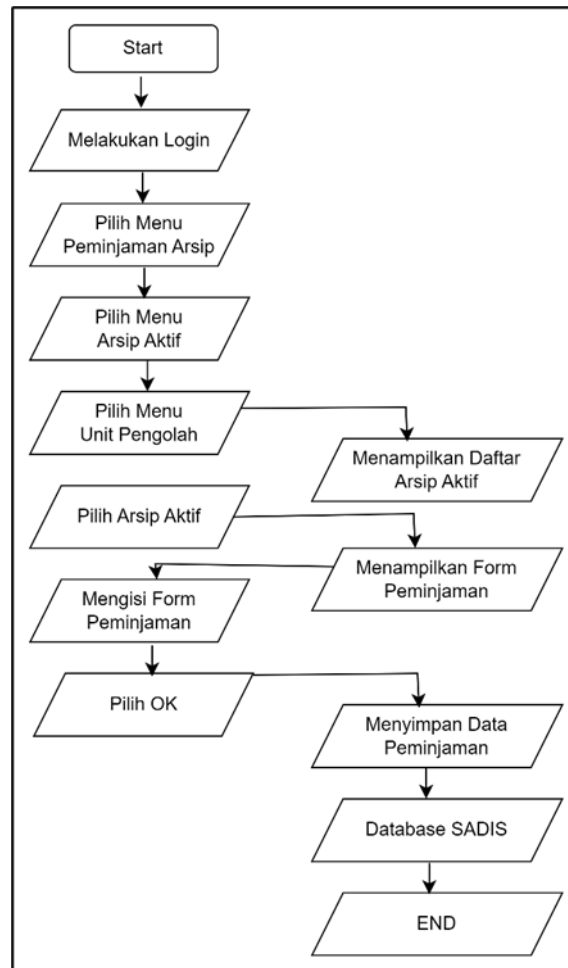 Start
Melakukan Login
Pilih Menu
Peminjaman Arsip
Pilih Menu
Arsip Aktif
Pilih Menu
Unit Pengolah
Menampilkan Daftar
Arsip Aktif
Pilih Arsip Aktif
Menampilkan Form
Peminjaman
Mengisi Form
Peminjaman
Pilih OK
Menyimpan Data
Peminjaman
Database SADIS
END